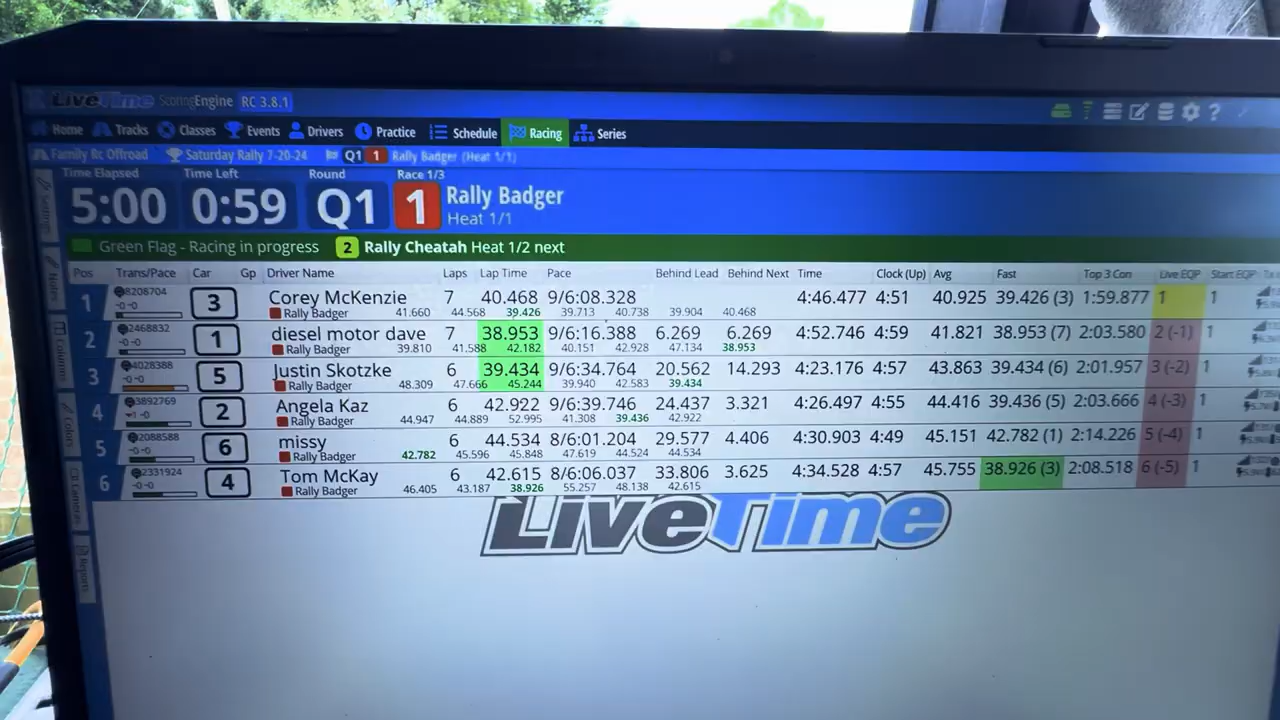 LiveTime ScoringEngine RC 3.8.1
Home Tracks Classes Events Drivers Practice Schedule Racing Series
Family Rc Offroad Saturday Rally 7-20-24 Q1 1 Rally Badger (Heat 1/1)
Time Elapsed Time Left Round Race 1/3
5:00 0:59 Q1 1 Rally Badger
Heat 1/1
Green Flag - Racing in progress 2 Rally Cheatah Heat 1/2 next
Pos Trans/Pace Car Gp Driver Name Laps Lap Time Pace Behind Lead Behind Next Time Clock (Up) Avg Fast Top 3 Con Live EQP Start EQP
1 8208704 3 Corey McKenzie 7 40.468 9/6:08.328 4:46.477 4:51 40.925 39.426 (3) 1:59.877 1 1
-0 -0 Rally Badger 41.660 44.568 39.426 39.713 40.738 39.904 40.468
2 2468832 1 diesel motor dave 7 38.953 9/6:16.388 6.269 6.269 4:52.746 4:59 41.821 38.953 (7) 2:03.580 2 (-1) 1
-0 -0 Rally Badger 39.810 41.588 42.182 40.151 42.928 47.134 38.953
3 4028388 5 Justin Skotzke 6 39.434 9/6:34.764 20.562 14.293 4:23.176 4:57 43.863 39.434 (6) 2:01.957 3 (-2) 1
-0 -0 Rally Badger 48.309 47.666 45.244 39.940 42.583 39.434
4 3892769 2 Angela Kaz 6 42.922 9/6:39.746 24.437 3.321 4:26.497 4:55 44.416 39.436 (5) 2:03.666 4 (-3) 1
-0 Rally Badger 44.947 44.889 52.995 41.308 39.436 42.922
5 2088588 6 missy 6 44.534 8/6:01.204 29.577 4.406 4:30.903 4:49 45.151 42.782 (1) 2:14.226 5 (-4) 1
-0 -0 Rally Badger 42.782 45.596 45.848 47.619 44.524 44.534
6 2331924 4 Tom McKay 6 42.615 8/6:06.037 33.806 3.625 4:34.528 4:57 45.755 38.926 (3) 2:08.518 6 (-5) 1
-0 -0 Rally Badger 46.405 43.187 38.926 55.257 48.138 42.615
LiveTime
Notes
Columns
Colors
Cameras
Reports